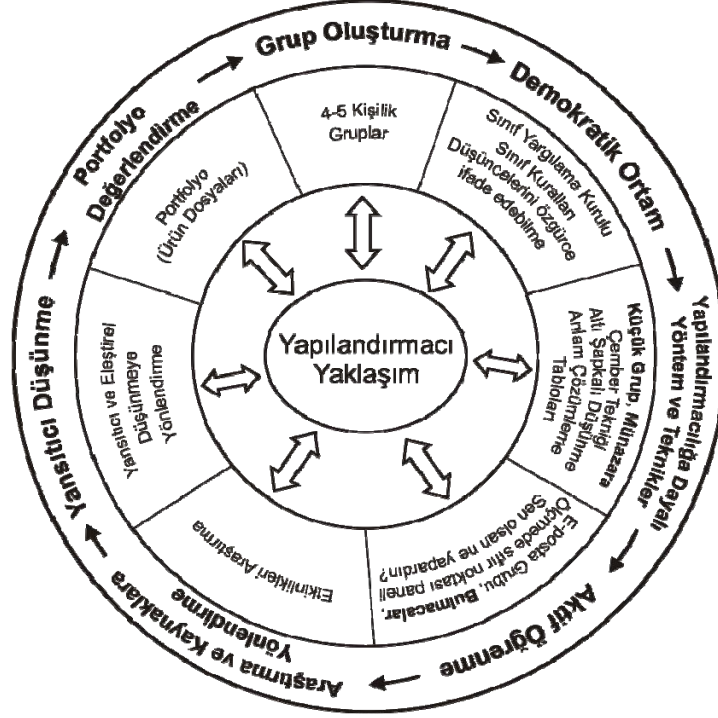 Grup Oluşturma
4-5 Kişilik
Gruplar
Demokratik Ortam
Sınıf Yargılama Kurulu
Sınıf Kuralları
Düşüncelerini özgürce
ifade edebilme
Yapılandırmacılığa Dayalı
Yöntem ve Teknikler
Küçük Grup, Münazara
Çember Tekniği
Altı Şapkalı Düşünme
Anlam Çözümleme
Tabloları
Aktif Öğrenme
E-posta Grubu, Bulmacalar,
Ölçmede sıfır noktası paneli
Sen olsan ne yapardın?
Araştırma ve Kaynaklara
Yönlendirme
Etkinlikleri Araştırma
Yansıtıcı Düşünme
Yansıtıcı ve Eleştirel
Düşünmeye
Yönlendirme
Portfolyo
Değerlendirme
Portfolyo
(Ürün Dosyaları)
Yapılandırmacı
Yaklaşım